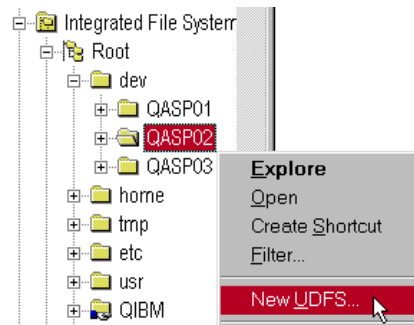 Integrated File System
Root
dev
QASP01
QASP02
QASP03
home
tmp
etc
usr
QIBM
Explore
Open
Create Shortcut
Filter...
New UDFS...